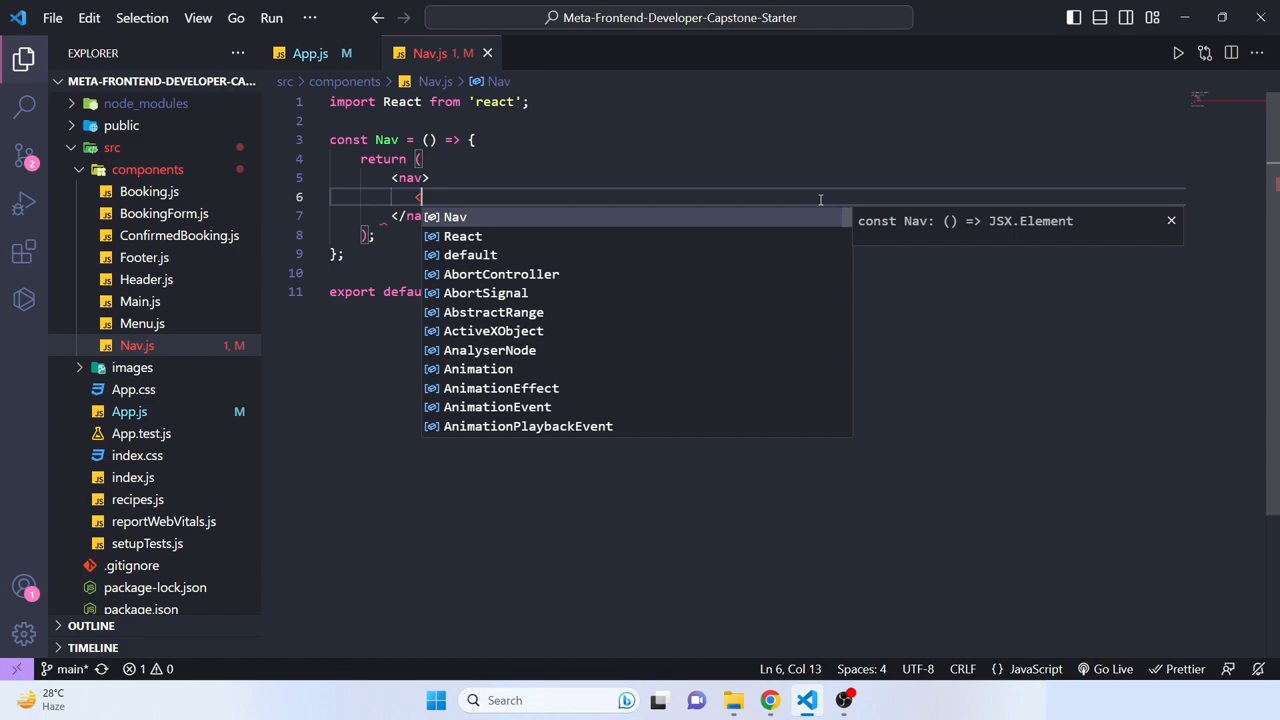 File Edit Selection View Go Run ···
Meta-Frontend-Developer-Capstone-Starter
EXPLORER ···
App.js M
Nav.js 1, M
META-FRONTEND-DEVELOPER-CA...
src > components > Nav.js > Nav
node_modules
public
src
components
Booking.js
BookingForm.js
ConfirmedBooking.js
Footer.js
Header.js
Main.js
Menu.js
Nav.js 1, M
images
App.css
App.js M
App.test.js
index.css
index.js
recipes.js
reportWebVitals.js
setupTests.js
.gitignore
package-lock.json
package.json
OUTLINE
TIMELINE
1 import React from 'react';
2
3 const Nav = () => {
4 return (
5 <nav>
6 <
7 </na
8 );
9 };
10
11 export defau
Nav
React
default
AbortController
AbortSignal
AbstractRange
ActiveXObject
AnalyserNode
Animation
AnimationEffect
AnimationEvent
AnimationPlaybackEvent
const Nav: () => JSX.Element
2
1
main* 1 0
Ln 6, Col 13 Spaces: 4 UTF-8 CRLF {} JavaScript Go Live Prettier
28°C
Haze
Search